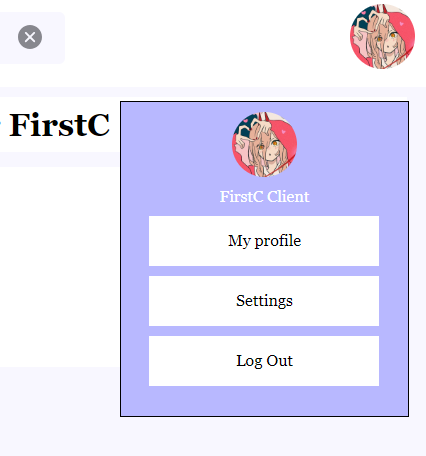 FirstC
FirstC Client
My profile
Settings
Log Out